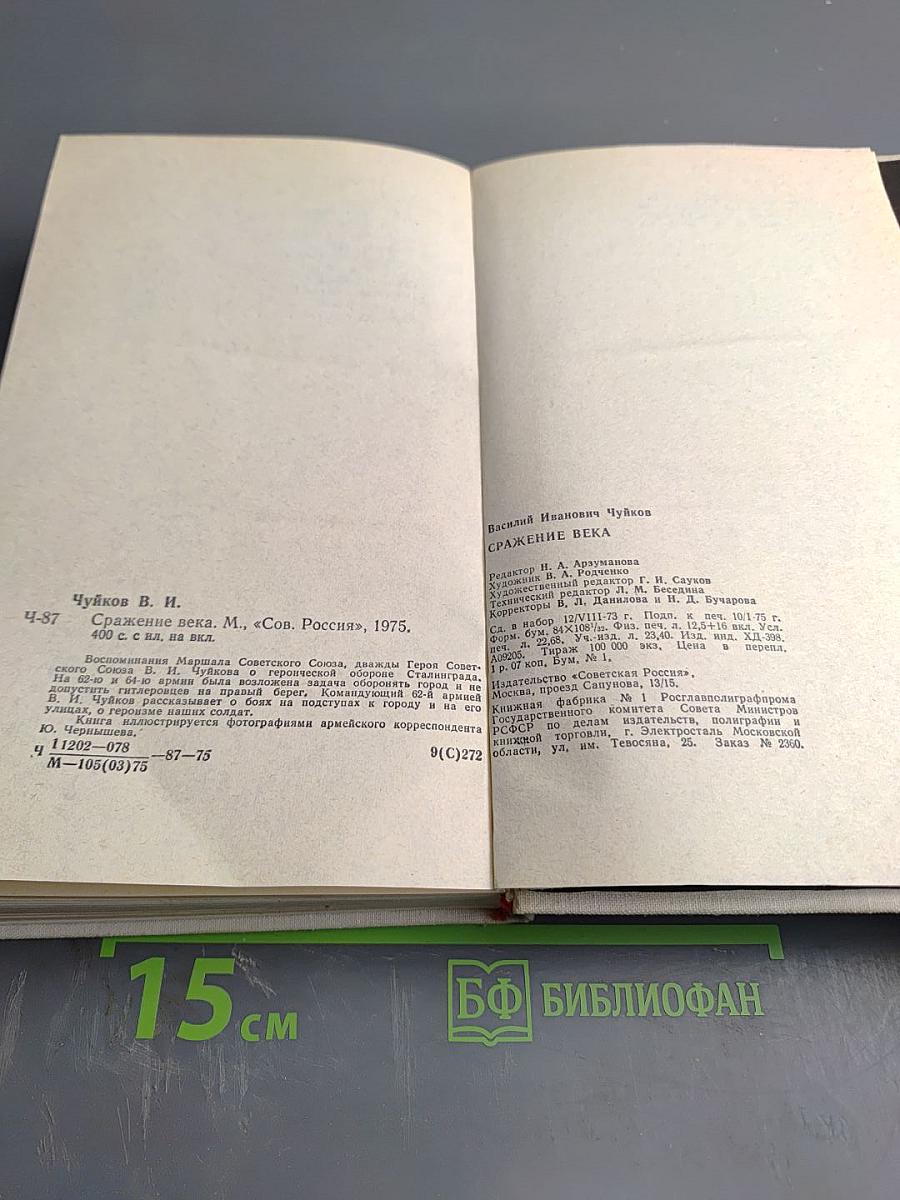 Чуйков В. И.
Ч-87 Сражение века. М., «Сов. Россия», 1975.
400 с. с ил. на вкл.
Воспоминания Маршала Советского Союза, дважды Героя Совет-
ского Союза В. И. Чуйкова о героической обороне Сталинграда.
На 62-ю и 64-ю армии была возложена задача оборонять город и не
допустить гитлеровцев на правый берег. Командующий 62-й армией
В. И. Чуйков рассказывает о боях на подступах к городу и на его
улицах, о героизме наших солдат.
Книга иллюстрируется фотографиями армейского корреспондента
Ю. Чернышева.
Ч 11202—078
М—105(03)75 —87—75 9(С)272
Василий Иванович Чуйков
СРАЖЕНИЕ ВЕКА
Редактор Н. А. Арзуманова
Художник В. А. Родченко
Художественный редактор Г. И. Сауков
Технический редактор Л. М. Беседина
Корректоры В. Л. Данилова и Н. Д. Бучарова
Сд. в набор 12/VIII-73 г. Подп. к печ. 10/I-75 г.
Форм. бум. 84×108¹/₃₂. Физ. печ. л. 12,5+16 вкл. Усл.
печ. л. 22,68. Уч.-изд. л. 23,40. Изд. инд. ХД-398.
А09205. Тираж 100 000 экз. Цена в перепл.
1 р. 07 коп. Бум. № 1.
Издательство «Советская Россия».
Москва, проезд Сапунова, 13/15.
Книжная фабрика № 1 Росглавполиграфпрома
Государственного комитета Совета Министров
РСФСР по делам издательств, полиграфии и
книжной торговли, г. Электросталь Московской
области, ул. им. Тевосяна, 25. Заказ № 2360.
15 см
БФ БИБЛИОФАН